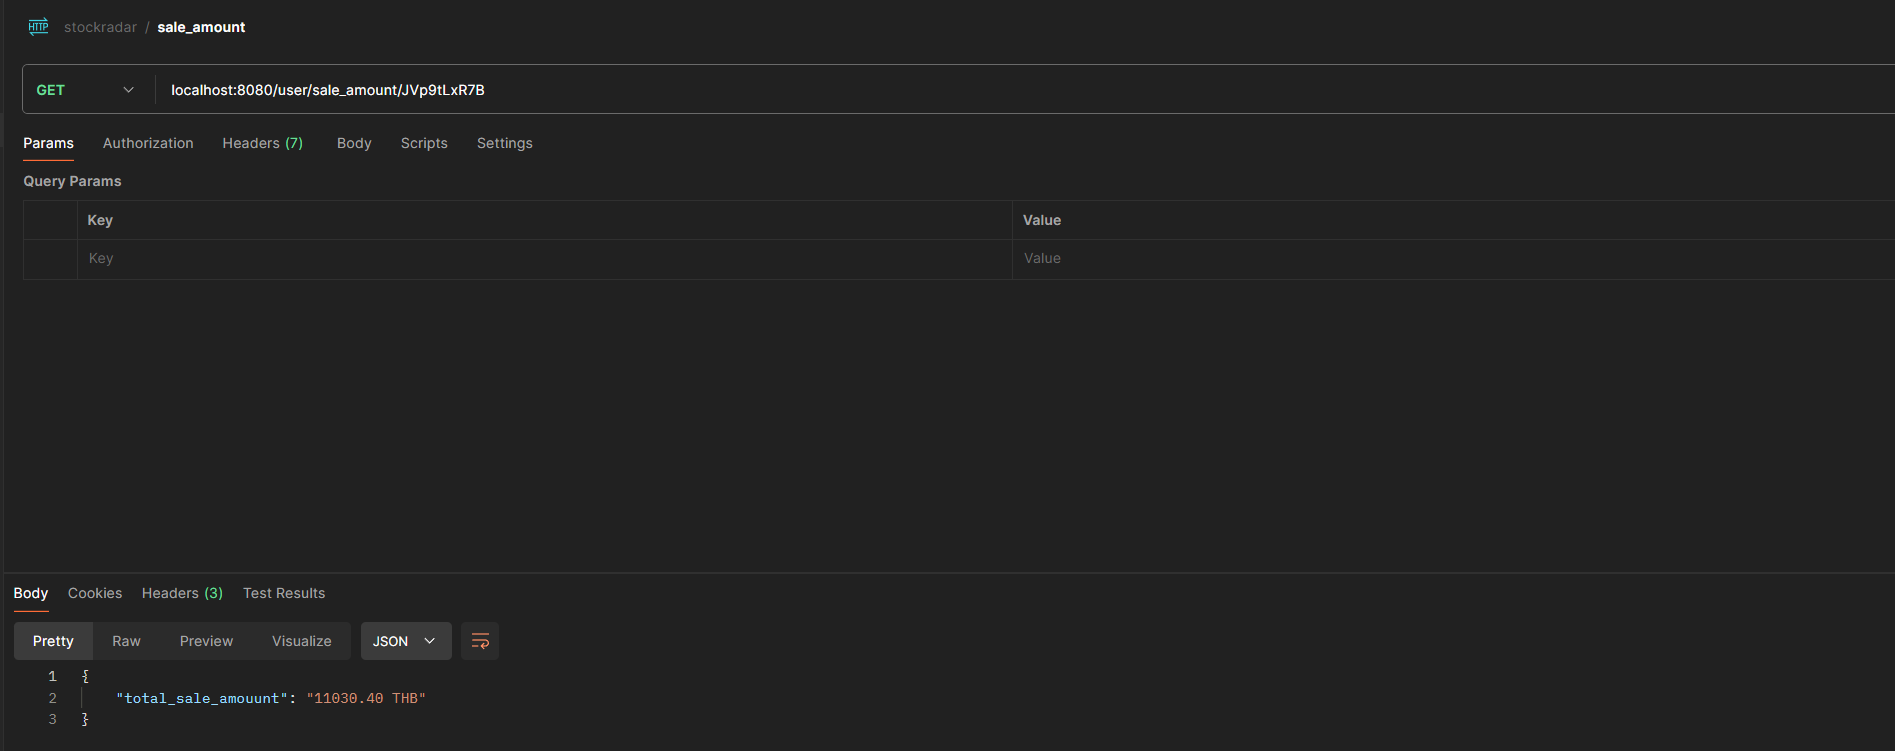 HTTP stockradar / sale_amount
GET localhost:8080/user/sale_amount/JVp9tLxR7B
Params Authorization Headers (7) Body Scripts Settings
Query Params
Key Value
Key Value
Body Cookies Headers (3) Test Results
Pretty Raw Preview Visualize JSON
1 {
2 "total_sale_amouunt": "11030.40 THB"
3 }